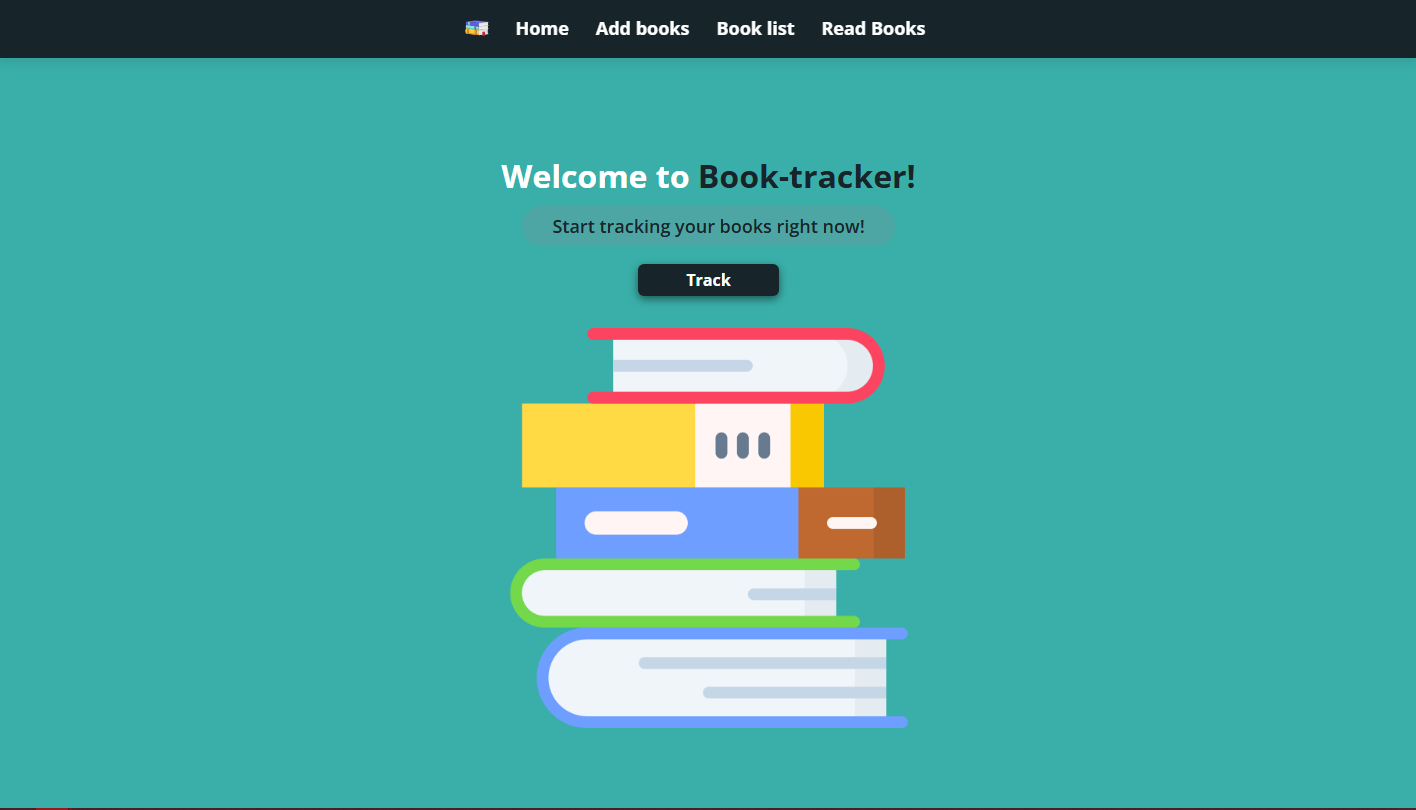 Home Add books Book list Read Books
Welcome to Book-tracker!
Start tracking your books right now!
Track